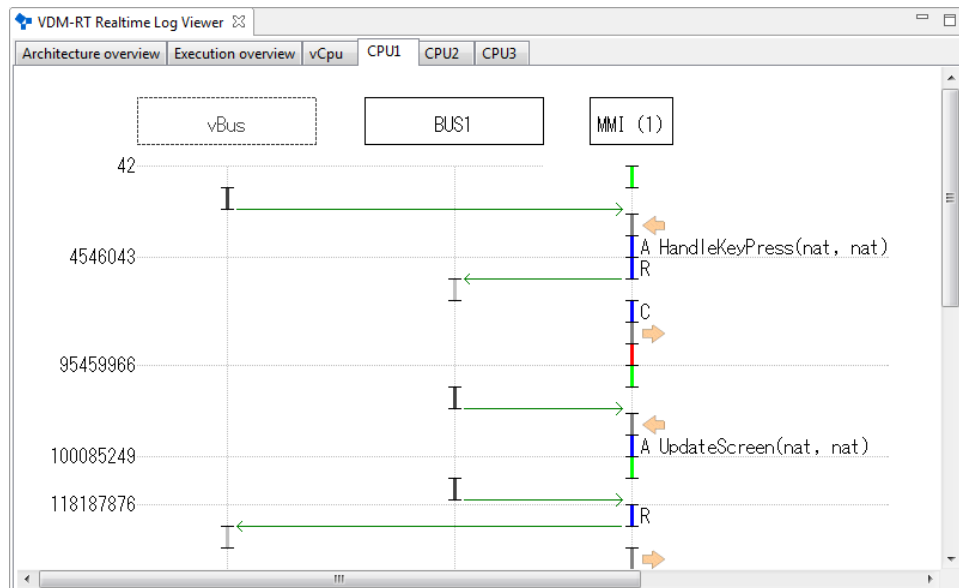 VDM-RT Realtime Log Viewer
Architecture overview Execution overview vCpu CPU1 CPU2 CPU3
vBus BUS1 MMI (1)
42
A HandleKeyPress(nat, nat)
4546043
R
C
95459966
A UpdateScreen(nat, nat)
100085249
118187876
R